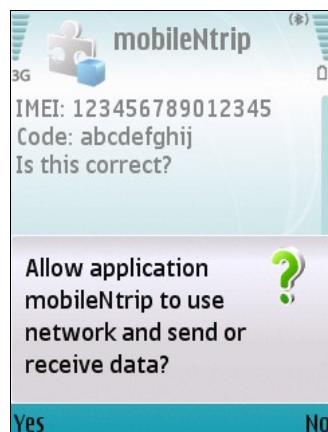 mobileNtrip
3G
IMEI: 123456789012345
Code: abcdefghij
Is this correct?
Allow application
mobileNtrip to use
network and send or
receive data?
Yes No